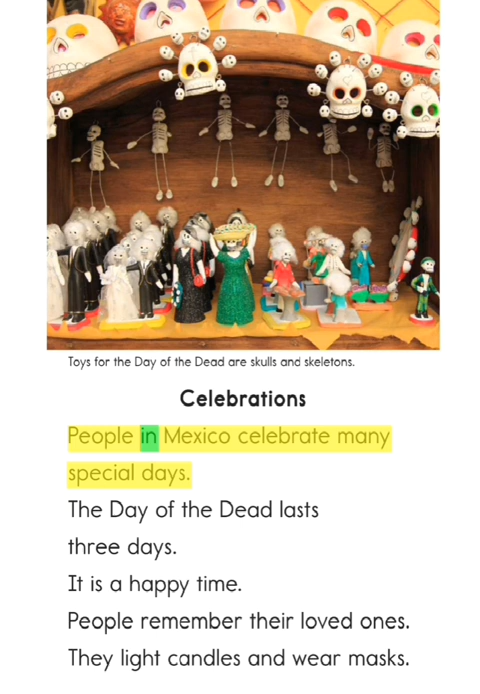 Toys for the Day of the Dead are skulls and skeletons.
Celebrations
People in Mexico celebrate many
special days.
The Day of the Dead lasts
three days.
It is a happy time.
People remember their loved ones.
They light candles and wear masks.